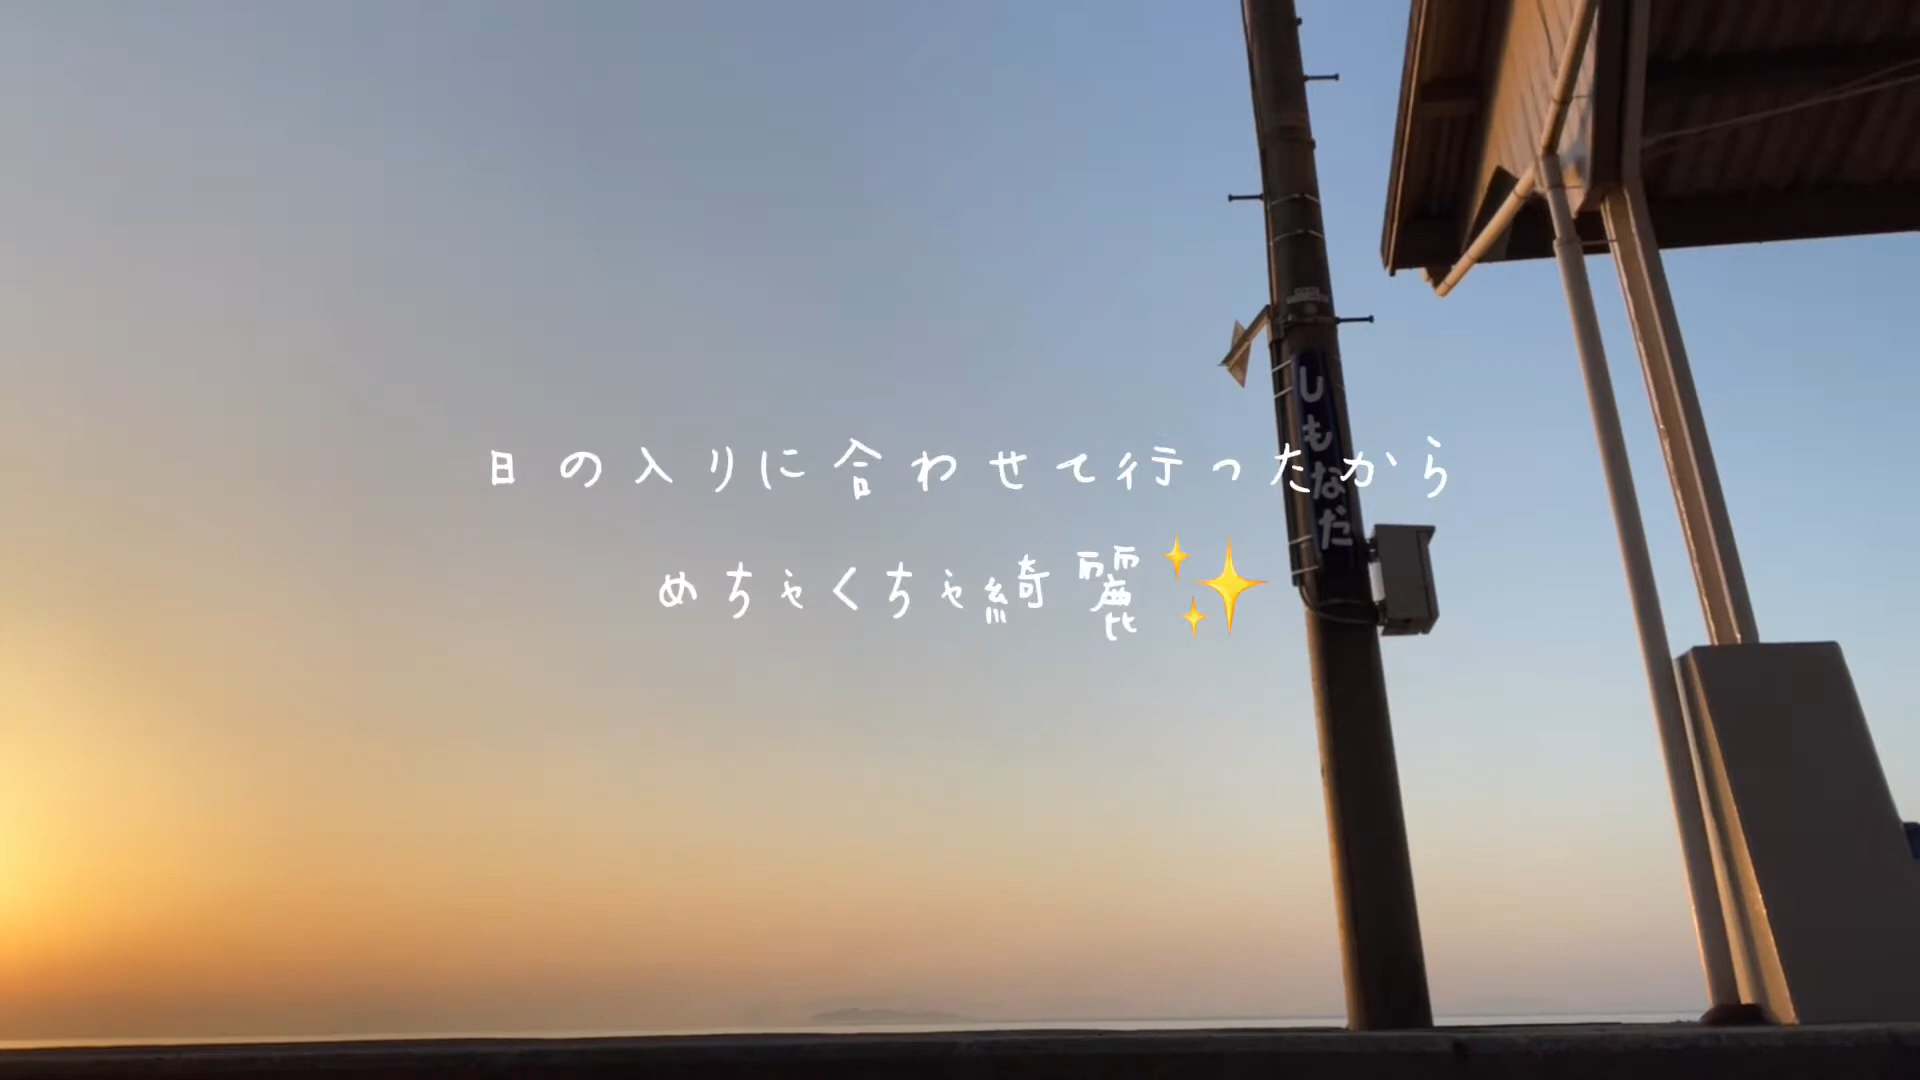 日の入りに合わせて行ったから
めちゃくちゃ綺麗✨
しもなだ